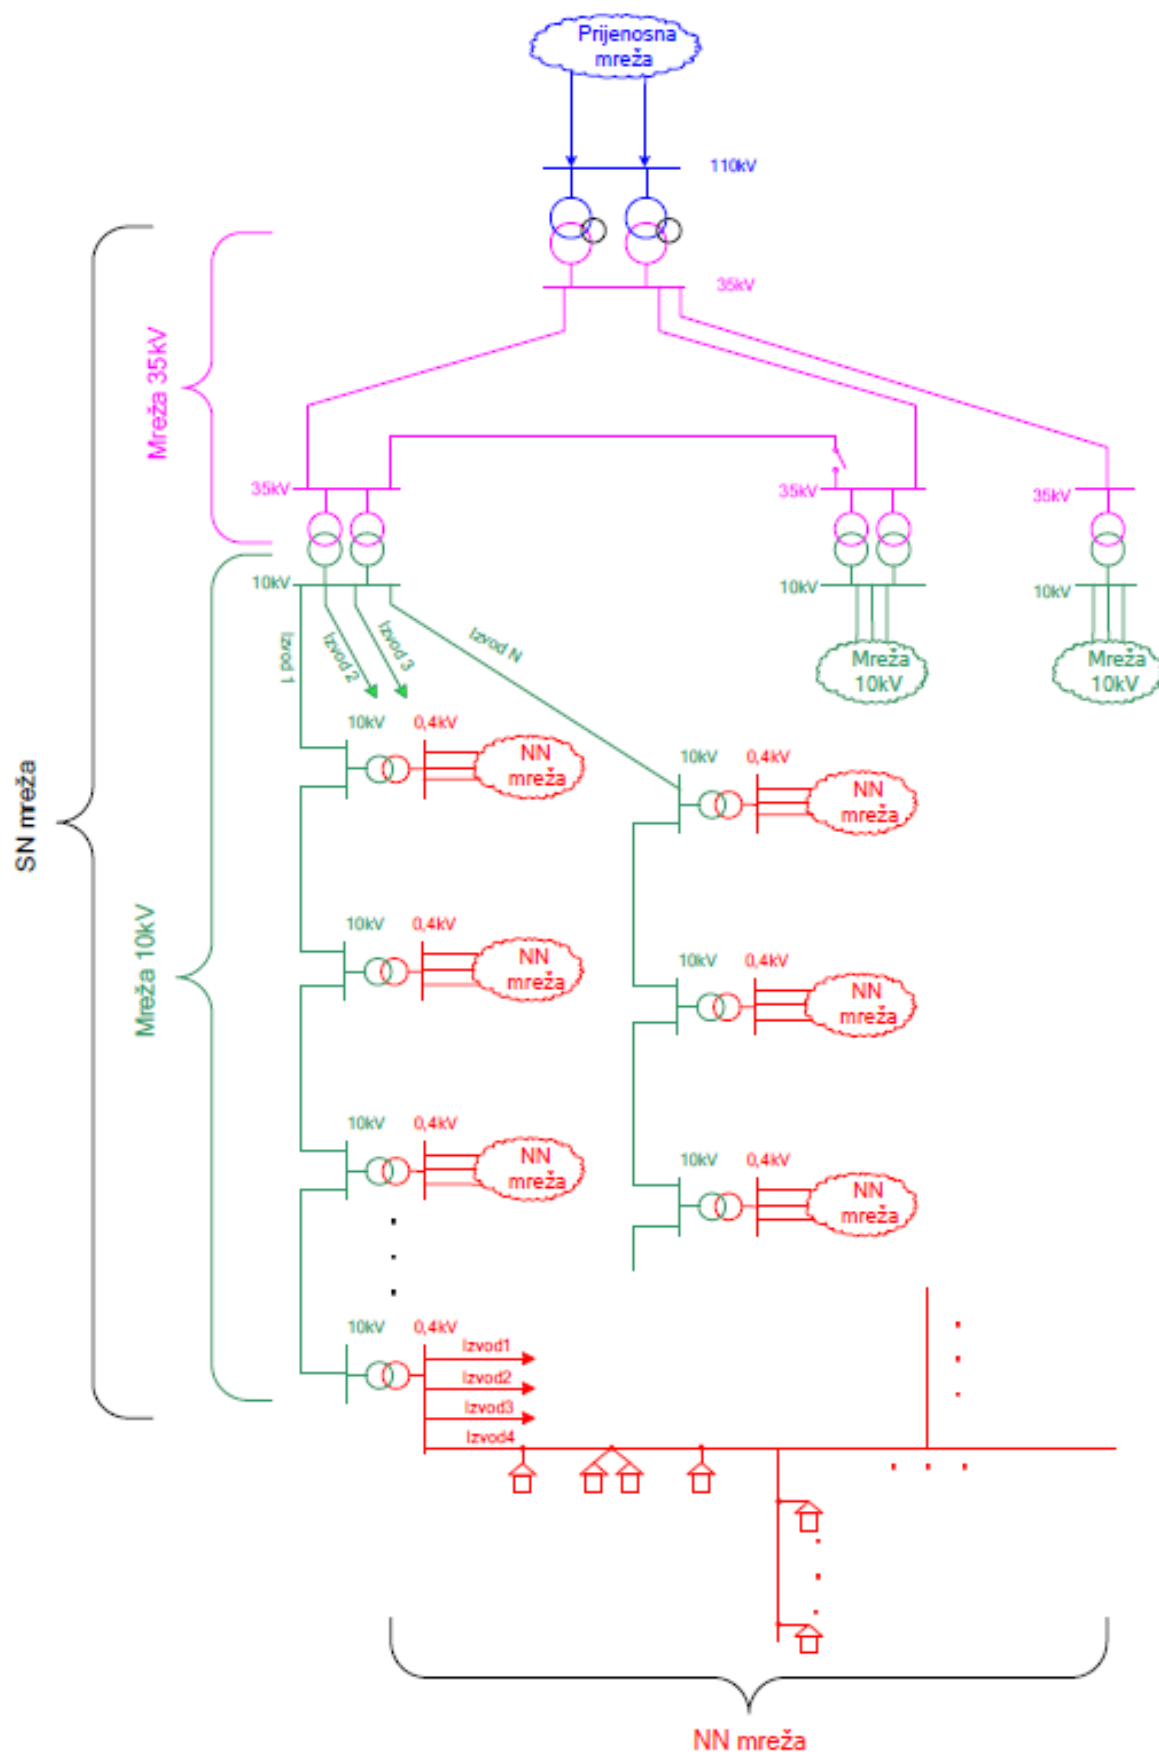 Prijenosna
mreža
110kV
35kV
Mreža 35kV
35kV
35kV
35kV
10kV
10kV
10kV
Izvod 1
Izvod 2
Izvod 3
Izvod N
Mreža
10kV
Mreža
10kV
SN mreža
Mreža 10kV
10kV
0,4kV
NN
mreža
10kV
0,4kV
NN
mreža
10kV
0,4kV
NN
mreža
10kV
0,4kV
NN
mreža
10kV
0,4kV
NN
mreža
10kV
0,4kV
NN
mreža
10kV
0,4kV
Izvod1
Izvod2
Izvod3
Izvod4
NN mreža